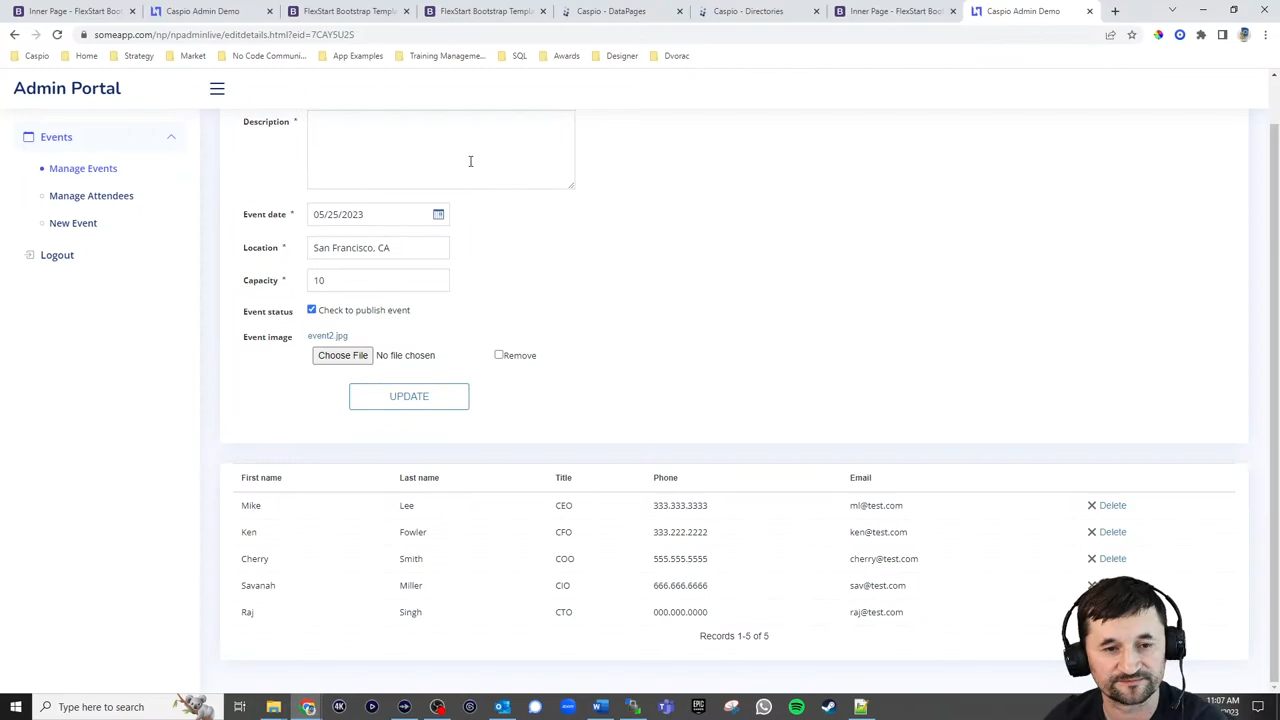 Inner Page - FlexStart Boot
Caspio Admin Demo
FlexStart Bootstrap Templ
FlexStart Bootstrap Templ
Caspio - DataPages
Caspio - Directories
Inner Page - FlexStart Boot
Caspio Admin Demo
someapp.com/np/npadminlive/editdetails.html?eid=7CAY5U2S
Caspio
Home
Strategy
Market
No Code Communi...
App Examples
Training Manageme...
SQL
Awards
Designer
Dvorac
Admin Portal
Events
Manage Events
Manage Attendees
New Event
Logout
Description *
Event date * 05/25/2023
Location * San Francisco, CA
Capacity * 10
Event status Check to publish event
Event image event2.jpg
Choose File No file chosen Remove
UPDATE
First name Last name Title Phone Email
Mike Lee CEO 333.333.3333 ml@test.com Delete
Ken Fowler CFO 333.222.2222 ken@test.com Delete
Cherry Smith COO 555.555.5555 cherry@test.com Delete
Savanah Miller CIO 666.666.6666 sav@test.com
Raj Singh CTO 000.000.0000 raj@test.com
Records 1-5 of 5
Type here to search
11:07 AM